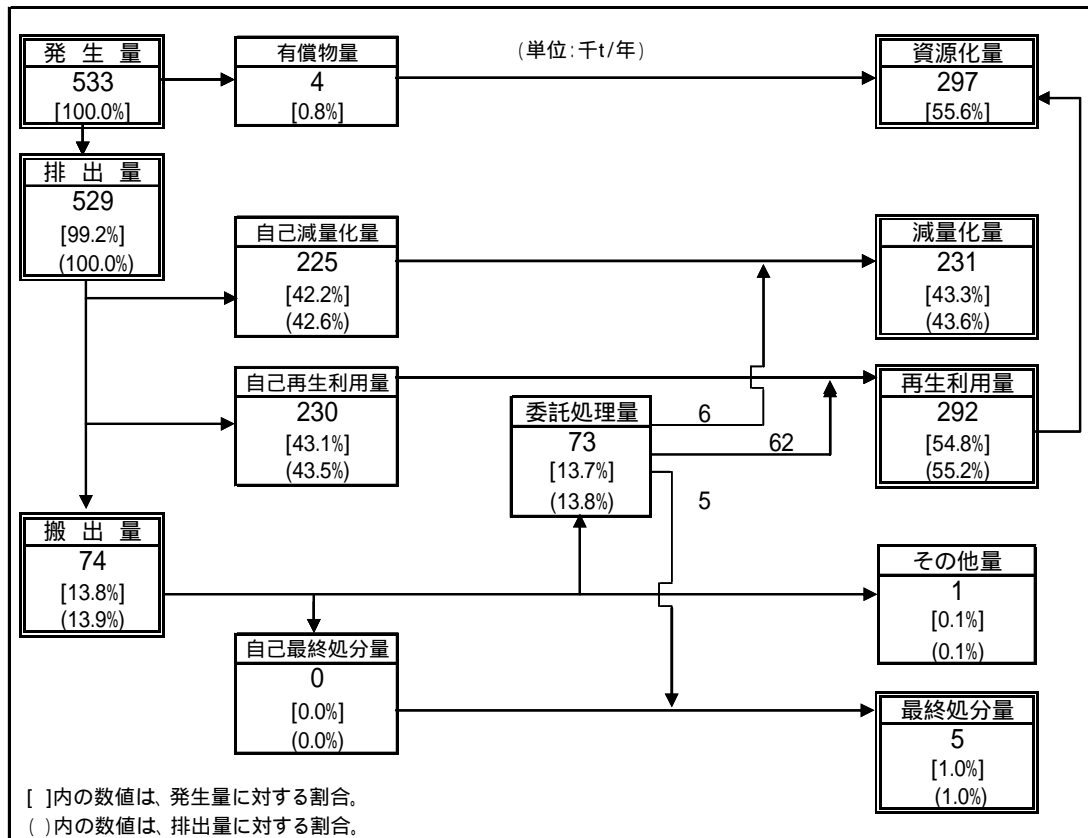 発生量
533
[100.0%]
有償物量
4
[0.8%]
(単位:千t/年)
資源化量
297
[55.6%]
排出量
529
[99.2%]
(100.0%)
自己減量化量
225
[42.2%]
(42.6%)
減量化量
231
[43.3%]
(43.6%)
自己再生利用量
230
[43.1%]
(43.5%)
委託処理量
73
[13.7%]
(13.8%)
6
62
5
再生利用量
292
[54.8%]
(55.2%)
搬出量
74
[13.8%]
(13.9%)
その他量
1
[0.1%]
(0.1%)
自己最終処分量
0
[0.0%]
(0.0%)
最終処分量
5
[1.0%]
(1.0%)
[ ]内の数値は、発生量に対する割合。
( )内の数値は、排出量に対する割合。